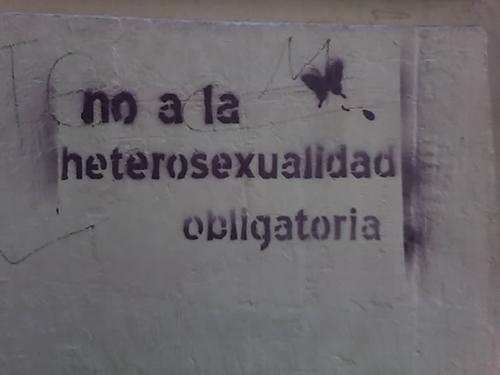 no a la
heterosexualidad
obligatoria